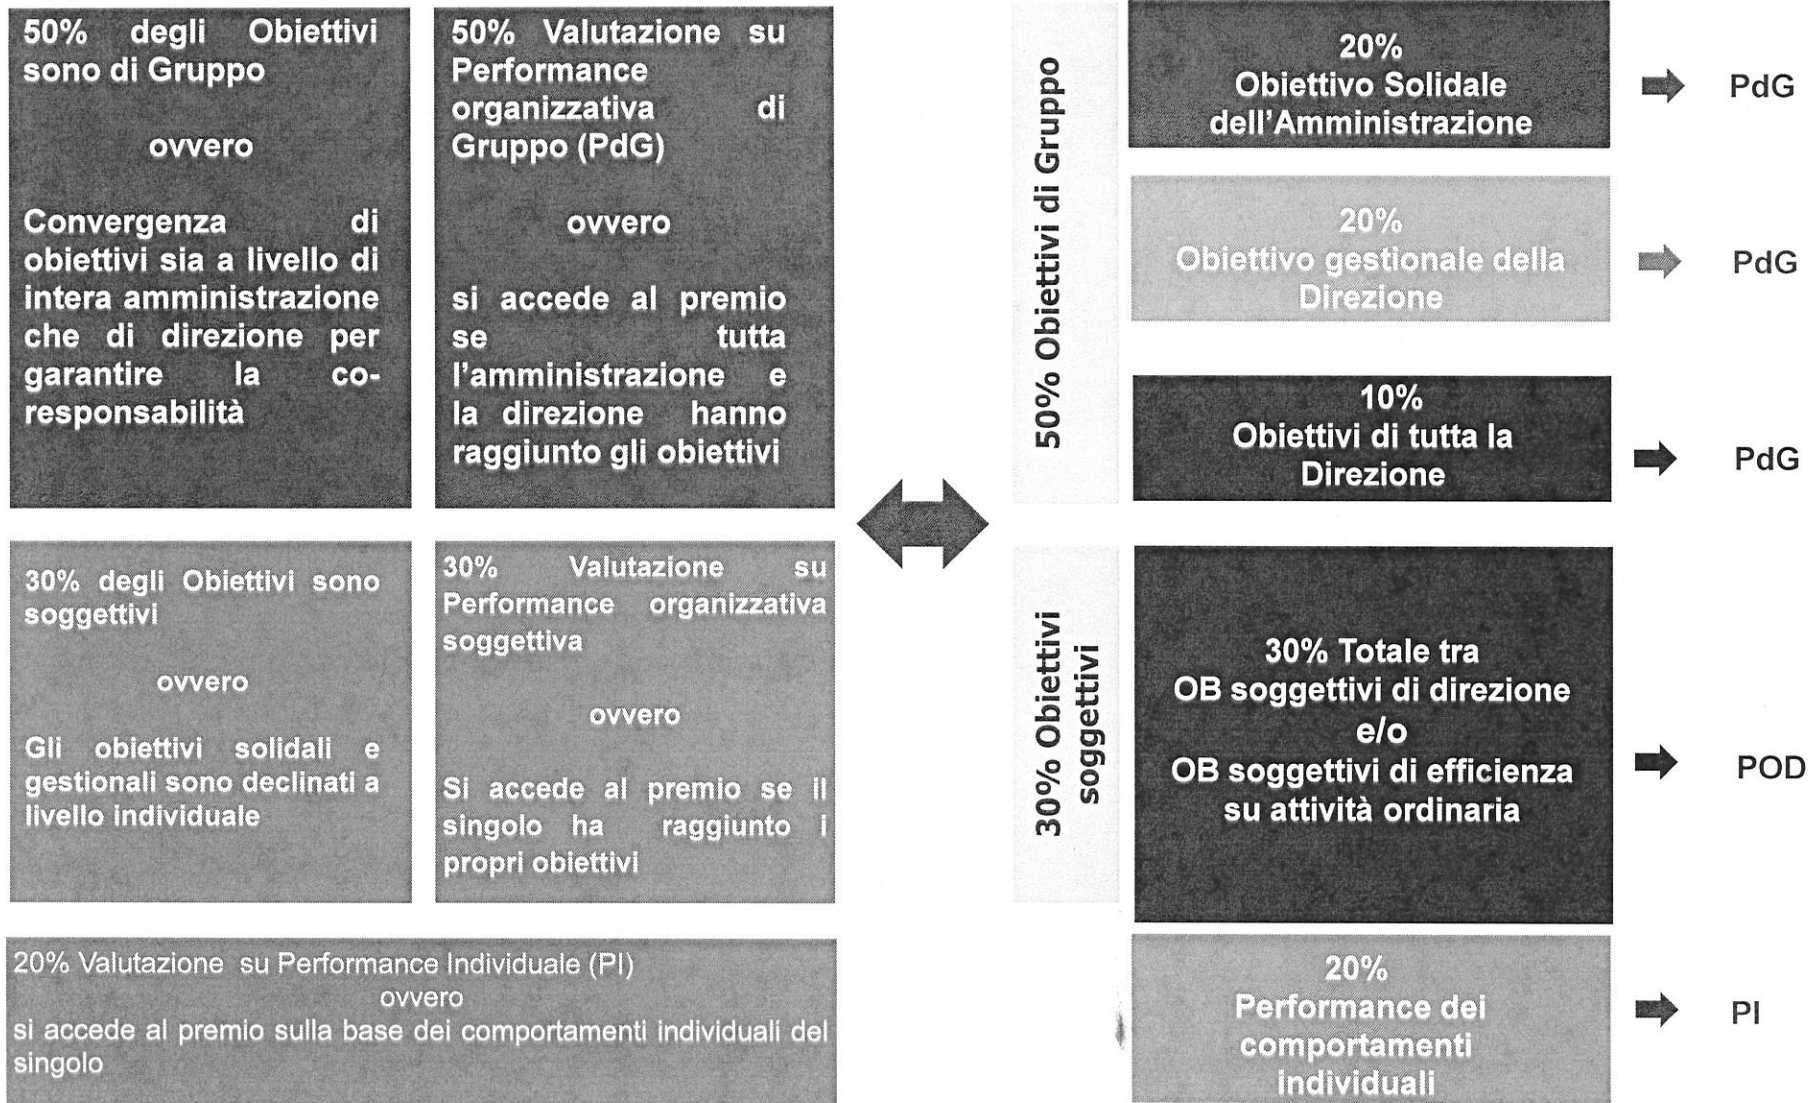 50% degli Obiettivi
sono di Gruppo
ovvero
Convergenza di
obiettivi sia a livello di
intera amministrazione
che di direzione per
garantire la co-
responsabilità
50% Valutazione su
Performance
organizzativa di
Gruppo (PdG)
ovvero
si accede al premio
se tutta
l'amministrazione e
la direzione hanno
raggiunto gli obiettivi
30% degli Obiettivi sono
soggettivi
ovvero
Gli obiettivi solidali e
gestionali sono declinati a
livello individuale
30% Valutazione su
Performance organizzativa
soggettiva
ovvero
Si accede al premio se il
singolo ha raggiunto i
propri obiettivi
20% Valutazione su Performance Individuale (PI)
ovvero
si accede al premio sulla base dei comportamenti individuali del
singolo
50% Obiettivi di Gruppo
20%
Obiettivo Solidale
dell'Amministrazione
PdG
20%
Obiettivo gestionale della
Direzione
PdG
10%
Obiettivi di tutta la
Direzione
PdG
30% Obiettivi
soggettivi
30% Totale tra
OB soggettivi di direzione
e/o
OB soggettivi di efficienza
su attività ordinaria
POD
20%
Performance dei
comportamenti
individuali
PI